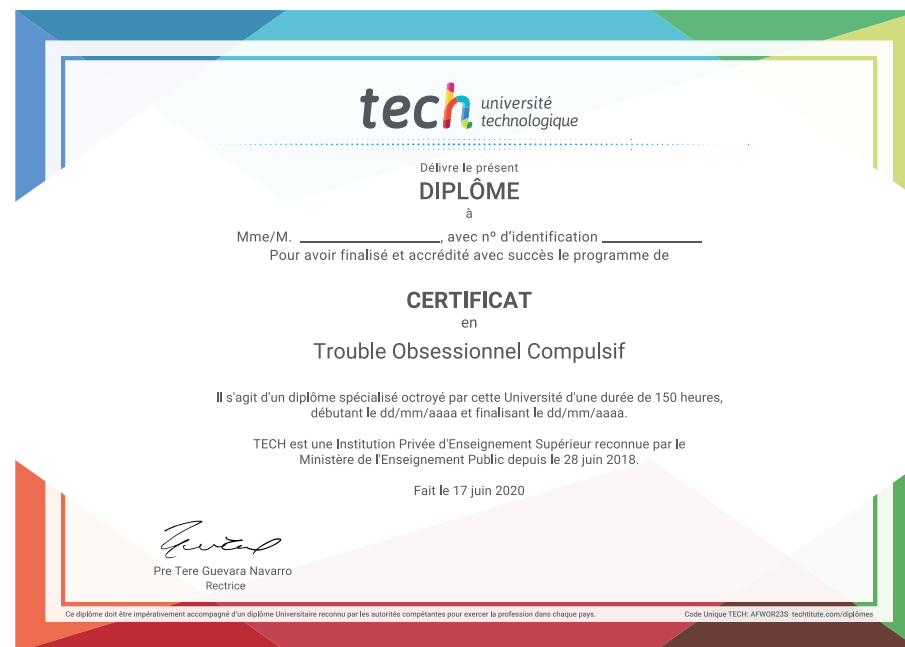 tech université
technologique
Délivre le présent
DIPLÔME
à
Mme/M. ____________________, avec nº d'identification ______________
Pour avoir finalisé et accrédité avec succès le programme de
CERTIFICAT
en
Trouble Obsessionnel Compulsif
Il s'agit d'un diplôme spécialisé octroyé par cette Université d'une durée de 150 heures,
débutant le dd/mm/aaaa et finalisant le dd/mm/aaaa.
TECH est une Institution Privée d'Enseignement Supérieur reconnue par le
Ministère de l'Enseignement Public depuis le 28 juin 2018.
Fait le 17 juin 2020
Pre Tere Guevara Navarro
Rectrice
Ce diplôme doit être impérativement accompagné d'un diplôme Universitaire reconnu par les autorités compétentes pour exercer la profession dans chaque pays.
Code Unique TECH: AFWOR23S techtitute.com/diplômes